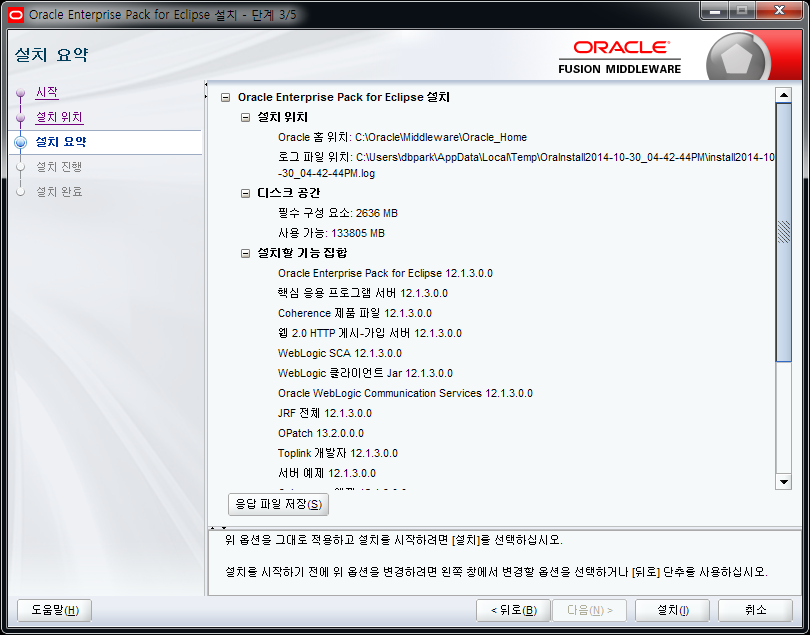 Oracle Enterprise Pack for Eclipse 설치 - 단계 3/5
설치 요약
ORACLE
FUSION MIDDLEWARE
시작
설치 위치
설치 요약
설치 진행
설치 완료
Oracle Enterprise Pack for Eclipse 설치
설치 위치
Oracle 홈 위치: C:\Oracle\Middleware\Oracle_Home
로그 파일 위치: C:\Users\dbpark\AppData\Local\Temp\OraInstall2014-10-30_04-42-44PM\install2014-10
-30_04-42-44PM.log
디스크 공간
필수 구성 요소: 2636 MB
사용 가능: 133805 MB
설치할 기능 집합
Oracle Enterprise Pack for Eclipse 12.1.3.0.0
핵심 응용 프로그램 서버 12.1.3.0.0
Coherence 제품 파일 12.1.3.0.0
웹 2.0 HTTP 게시-가입 서버 12.1.3.0.0
WebLogic SCA 12.1.3.0.0
WebLogic 클라이언트 Jar 12.1.3.0.0
Oracle WebLogic Communication Services 12.1.3.0.0
JRF 전체 12.1.3.0.0
OPatch 13.2.0.0.0
Toplink 개발자 12.1.3.0.0
서버 예제 12.1.3.0.0
응답 파일 저장(S)
위 옵션을 그대로 적용하고 설치를 시작하려면 [설치]를 선택하십시오.
설치를 시작하기 전에 위 옵션을 변경하려면 왼쪽 창에서 변경할 옵션을 선택하거나 [뒤로] 단추를 사용하십시오.
도움말(H)
< 뒤로(B)
다음(N) >
설치(I)
취소